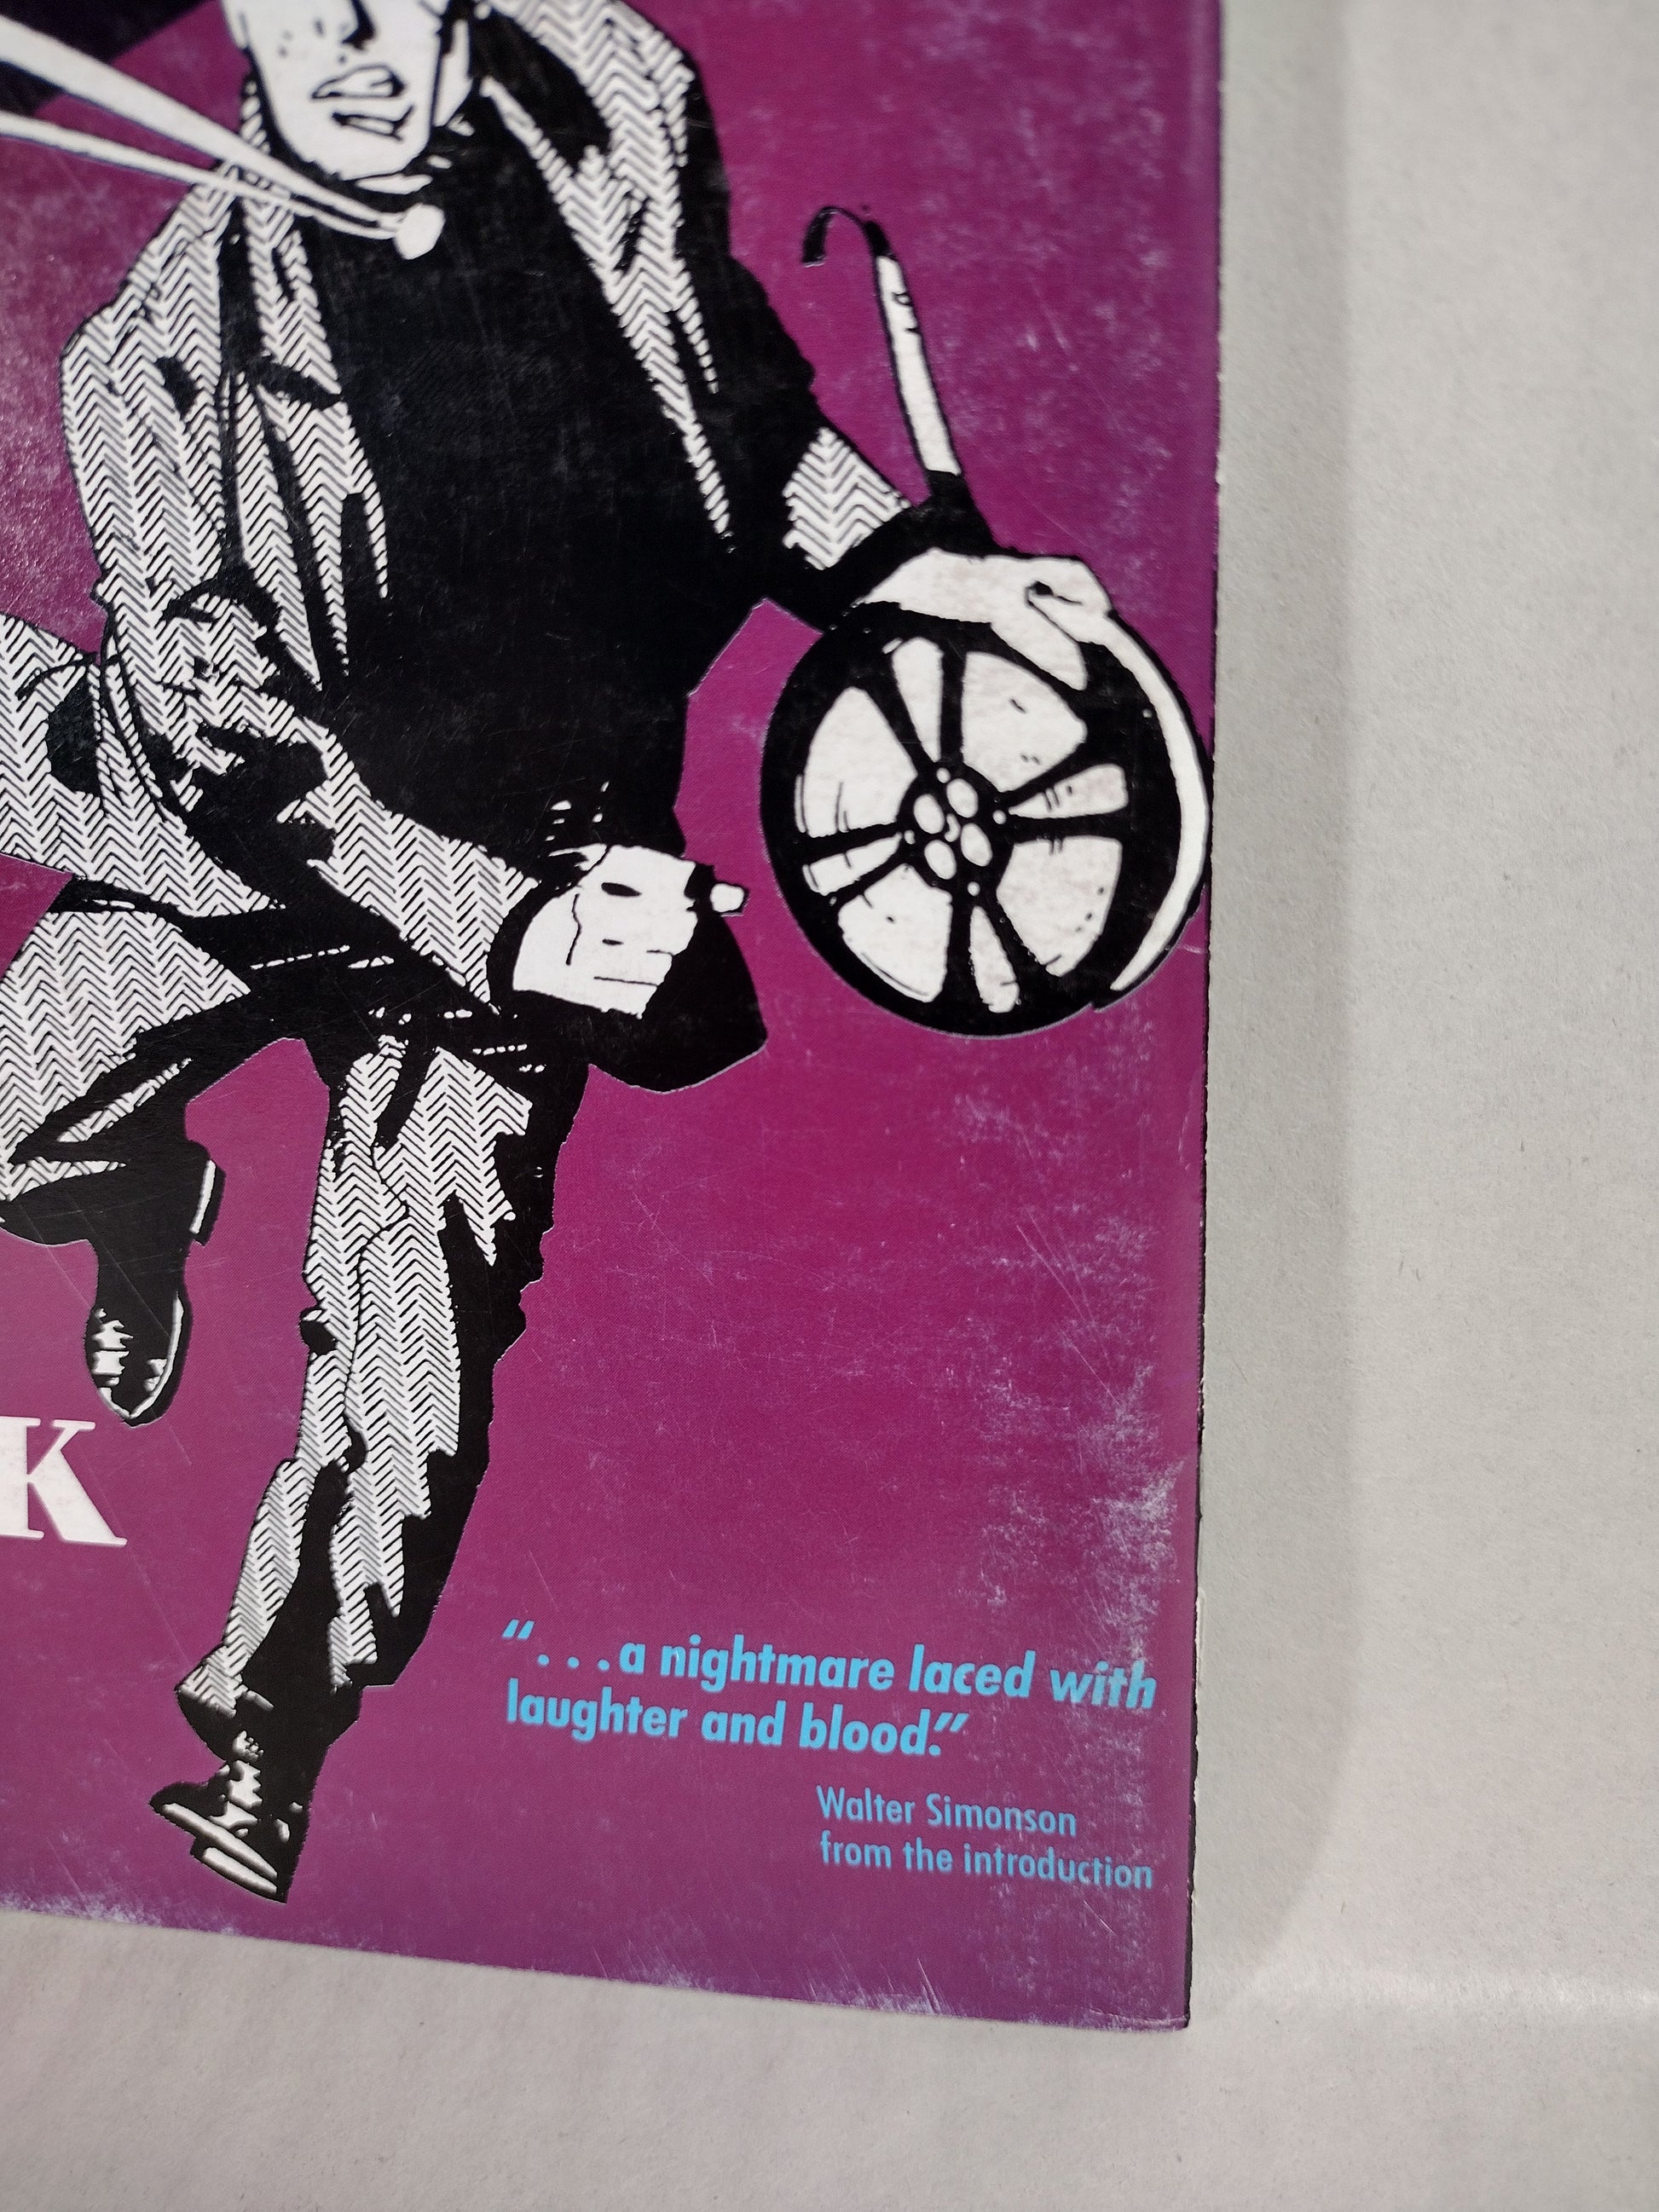 K
“. . .a nightmare laced with
laughter and blood.”
Walter Simonson
from the introduction